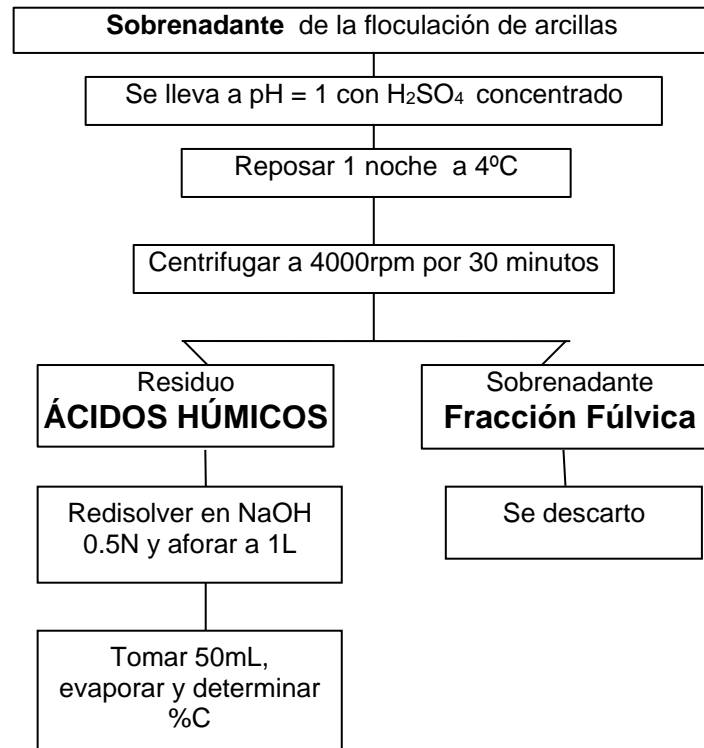 Sobrenadante de la floculación de arcillas
Se lleva a pH = 1 con H₂SO₄ concentrado
Reposar 1 noche a 4ºC
Centrifugar a 4000rpm por 30 minutos
Residuo
ÁCIDOS HÚMICOS
Sobrenadante
Fracción Fúlvica
Redisolver en NaOH
0.5N y aforar a 1L
Se descarto
Tomar 50mL,
evaporar y determinar
%C